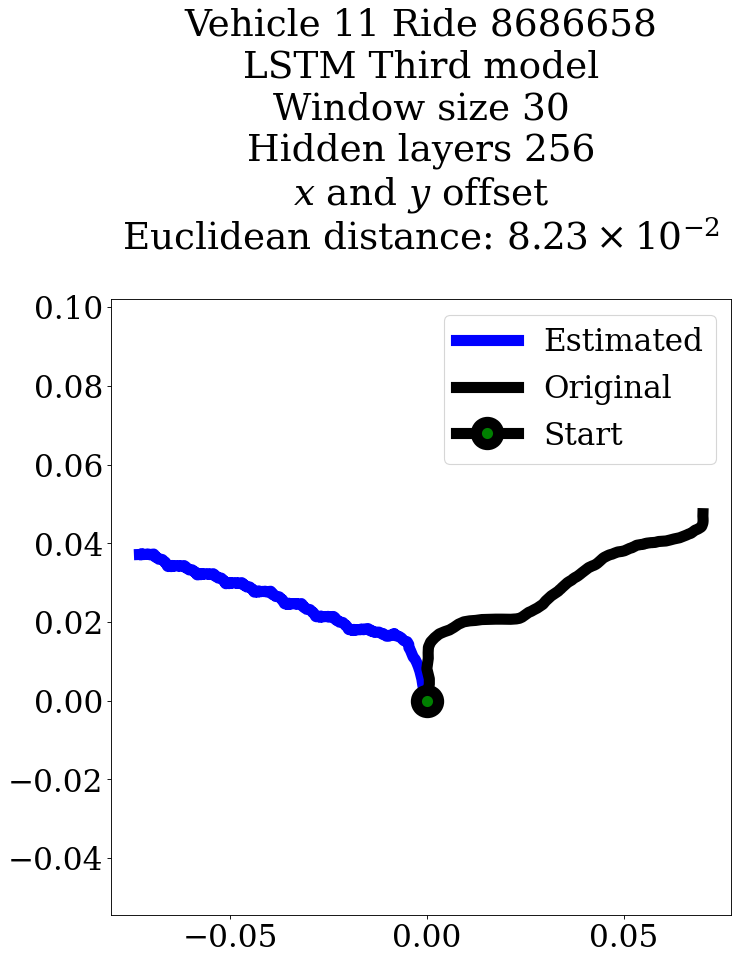 Vehicle 11 Ride 8686658
LSTM Third model
Window size 30
Hidden layers 256
x and y offset
Euclidean distance: 8.23 × 10⁻²
0.10
0.08
0.06
0.04
0.02
0.00
−0.02
−0.04
Estimated
Original
Start
−0.05
0.00
0.05